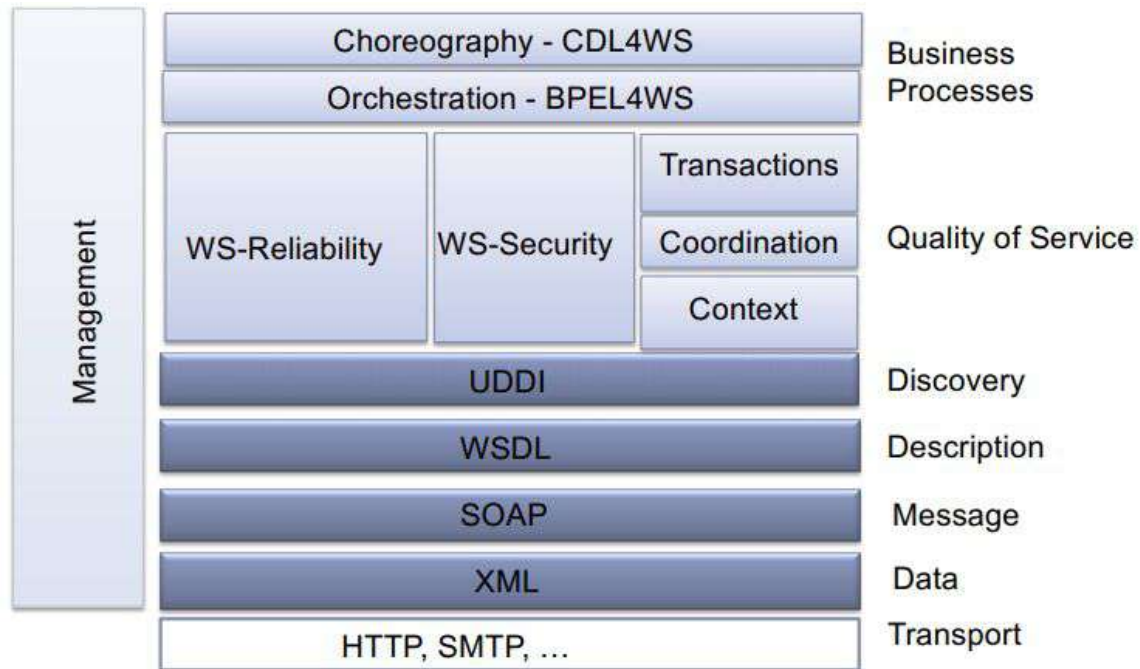 Management
Choreography - CDL4WS
Orchestration - BPEL4WS
Business
Processes
WS-Reliability
WS-Security
Transactions
Coordination
Context
Quality of Service
UDDI
Discovery
WSDL
Description
SOAP
Message
XML
Data
HTTP, SMTP, ...
Transport